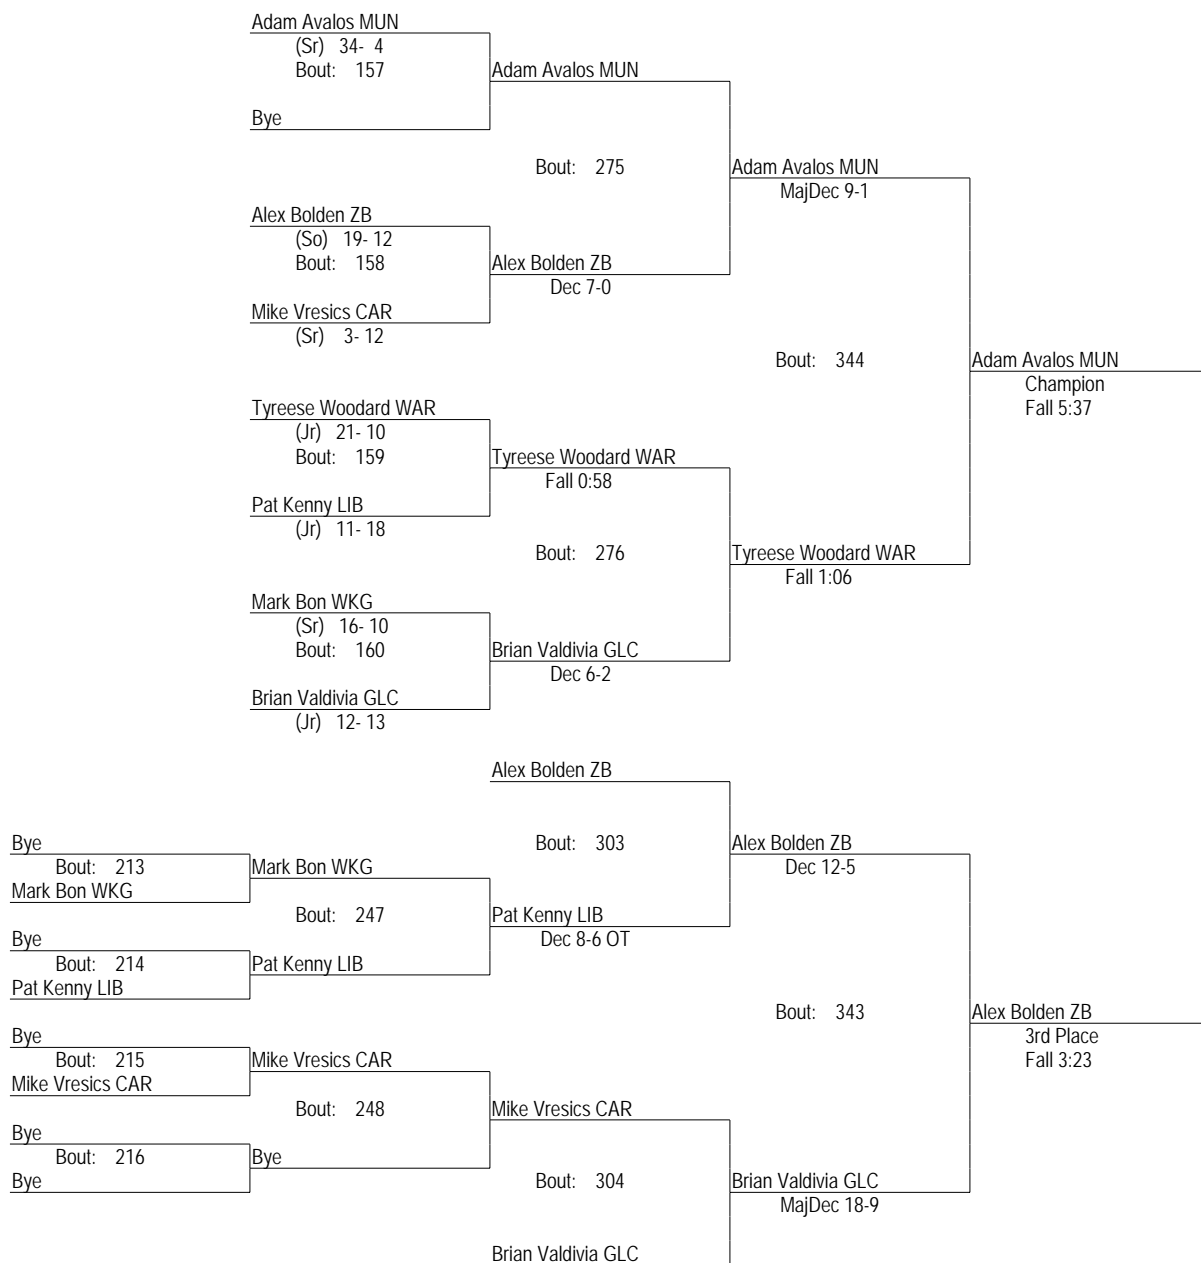 Adam Avalos MUN
(Sr) 34- 4
Bout: 157
Adam Avalos MUN
Bye
Bout: 275
Adam Avalos MUN
MajDec 9-1
Alex Bolden ZB
(So) 19- 12
Bout: 158
Alex Bolden ZB
Dec 7-0
Mike Vresics CAR
(Sr) 3- 12
Bout: 344
Adam Avalos MUN
Champion
Fall 5:37
Tyreese Woodard WAR
(Jr) 21- 10
Bout: 159
Tyreese Woodard WAR
Fall 0:58
Pat Kenny LIB
(Jr) 11- 18
Bout: 276
Tyreese Woodard WAR
Fall 1:06
Mark Bon WKG
(Sr) 16- 10
Bout: 160
Brian Valdivia GLC
Dec 6-2
Brian Valdivia GLC
(Jr) 12- 13
Alex Bolden ZB
Bye
Bout: 213
Mark Bon WKG
Mark Bon WKG
Bout: 303
Alex Bolden ZB
Dec 12-5
Bout: 247
Pat Kenny LIB
Dec 8-6 OT
Bye
Bout: 214
Pat Kenny LIB
Pat Kenny LIB
Bout: 343
Alex Bolden ZB
3rd Place
Fall 3:23
Bye
Bout: 215
Mike Vresics CAR
Mike Vresics CAR
Bout: 248
Mike Vresics CAR
Bye
Bout: 216
Bye
Bye
Bout: 304
Brian Valdivia GLC
MajDec 18-9
Brian Valdivia GLC